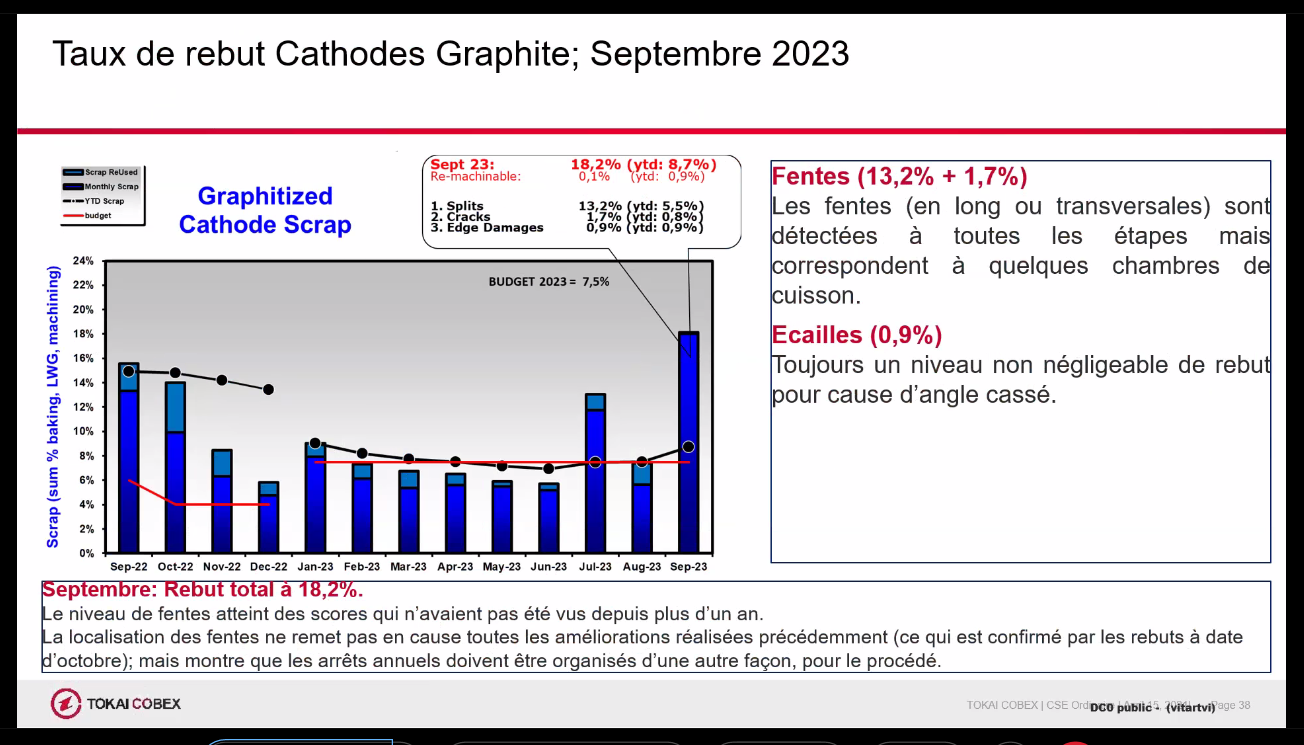 Taux de rebut Cathodes Graphite; Septembre 2023
Scrap ReUsed
Monthly Scrap
YTD Scrap
budget
Graphitized
Cathode Scrap
Sept 23: 18,2% (ytd: 8,7%)
Re-machinable: 0,1% (ytd: 0,9%)
1. Splits 13,2% (ytd: 5,5%)
2. Cracks 1,7% (ytd: 0,8%)
3. Edge Damages 0,9% (ytd: 0,9%)
BUDGET 2023 = 7,5%
Scrap (sum % baking, LWG, machining)
24%
22%
20%
18%
16%
14%
12%
10%
8%
6%
4%
2%
0%
Sep-22 Oct-22 Nov-22 Dec-22 Jan-23 Feb-23 Mar-23 Apr-23 May-23 Jun-23 Jul-23 Aug-23 Sep-23
Fentes (13,2% + 1,7%)
Les fentes (en long ou transversales) sont
détectées à toutes les étapes mais
correspondent à quelques chambres de
cuisson.
Ecailles (0,9%)
Toujours un niveau non négligeable de rebut
pour cause d’angle cassé.
Septembre: Rebut total à 18,2%.
Le niveau de fentes atteint des scores qui n’avaient pas été vus depuis plus d’un an.
La localisation des fentes ne remet pas en cause toutes les améliorations réalisées précédemment (ce qui est confirmé par les rebuts à date
d’octobre); mais montre que les arrêts annuels doivent être organisés d’une autre façon, pour le procédé.
TOKAI COBEX
TOKAI COBEX | CSE
DC0 public - (vitartvi)
Page 38